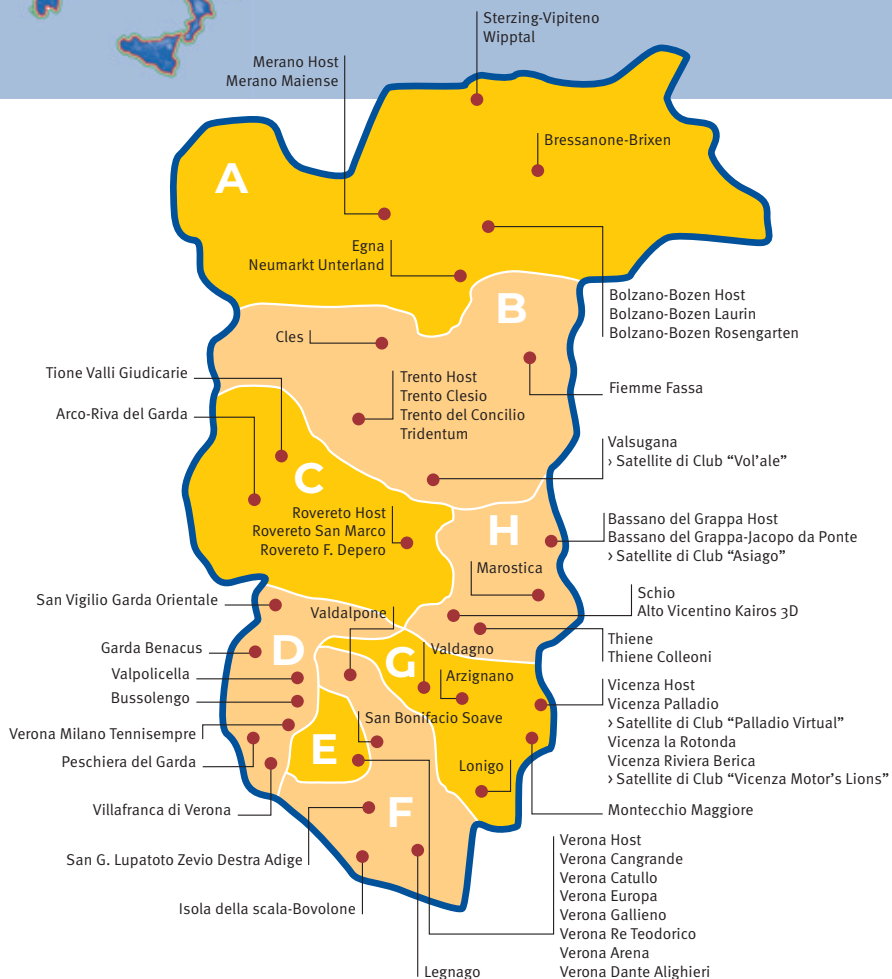 Sterzing-Vipiteno
Wipptal
Merano Host
Merano Maiense
Bressanone-Brixen
A
Egna
Neumarkt Unterland
B
Bolzano-Bozen Host
Bolzano-Bozen Laurin
Bolzano-Bozen Rosengarten
Cles
Tione Valli Giudicarie
Trento Host
Trento Clesio
Trento del Concilio
Tridentum
Fiemme Fassa
Arco-Riva del Garda
Valsugana
› Satellite di Club “Vol’ale”
C
Rovereto Host
Rovereto San Marco
Rovereto F. Depero
H
Bassano del Grappa Host
Bassano del Grappa-Jacopo da Ponte
› Satellite di Club “Asiago”
Marostica
San Vigilio Garda Orientale
Valdalpone
Schio
Alto Vicentino Kairos 3D
Garda Benacus
D
Valdagno
Thiene
Thiene Colleoni
G
Valpolicella
Arzignano
Bussolengo
Vicenza Host
Vicenza Palladio
› Satellite di Club “Palladio Virtual”
Vicenza la Rotonda
Vicenza Riviera Berica
› Satellite di Club “Vicenza Motor’s Lions”
San Bonifacio Soave
Verona Milano Tennisempre
E
Peschiera del Garda
Lonigo
Villafranca di Verona
F
Montecchio Maggiore
San G. Lupatoto Zevio Destra Adige
Verona Host
Verona Cangrande
Verona Catullo
Verona Europa
Verona Gallieno
Verona Re Teodorico
Verona Arena
Verona Dante Alighieri
Isola della scala-Bovolone
Legnago